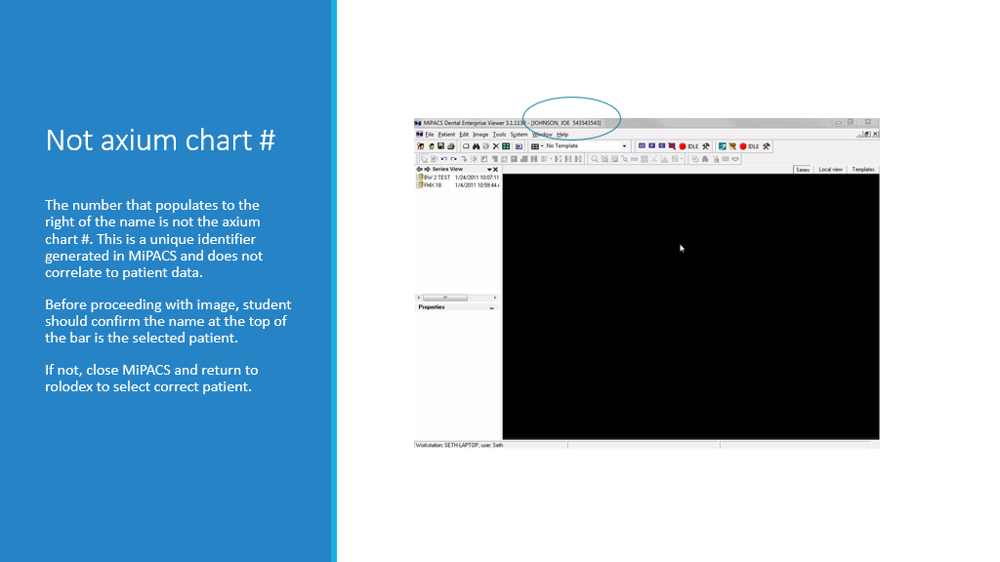 Not axium chart #
The number that populates to the
right of the name is not the axium
chart #. This is a unique identifier
generated in MiPACS and does not
correlate to patient data.
Before proceeding with image, student
should confirm the name at the top of
the bar is the selected patient.
If not, close MiPACS and return to
rolodex to select correct patient.
MiPACS Dental Enterprise Viewer 3.1.1130 - [JOHNSON, JOE 543543543]
File Patient Edit Image Tools System Window Help
No Template IDLE IDLE
Series View
Series Local view Templates
BW 2 TEST 1/24/2011 10:07:11
FMX 18 1/4/2011 10:59:44
Properties
Workstation: SETH-LAPTOP, user: Seth